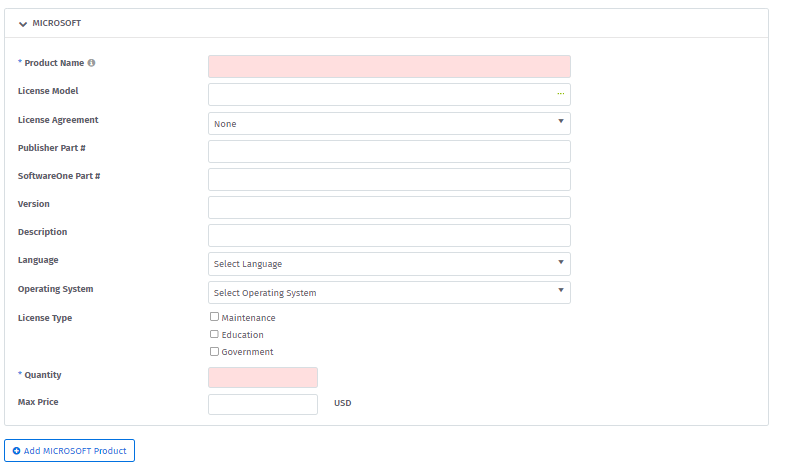 MICROSOFT
* Product Name
License Model
...
License Agreement
None
Publisher Part #
SoftwareOne Part #
Version
Description
Language
Select Language
Operating System
Select Operating System
License Type
Maintenance
Education
Government
* Quantity
Max Price
USD
Add MICROSOFT Product